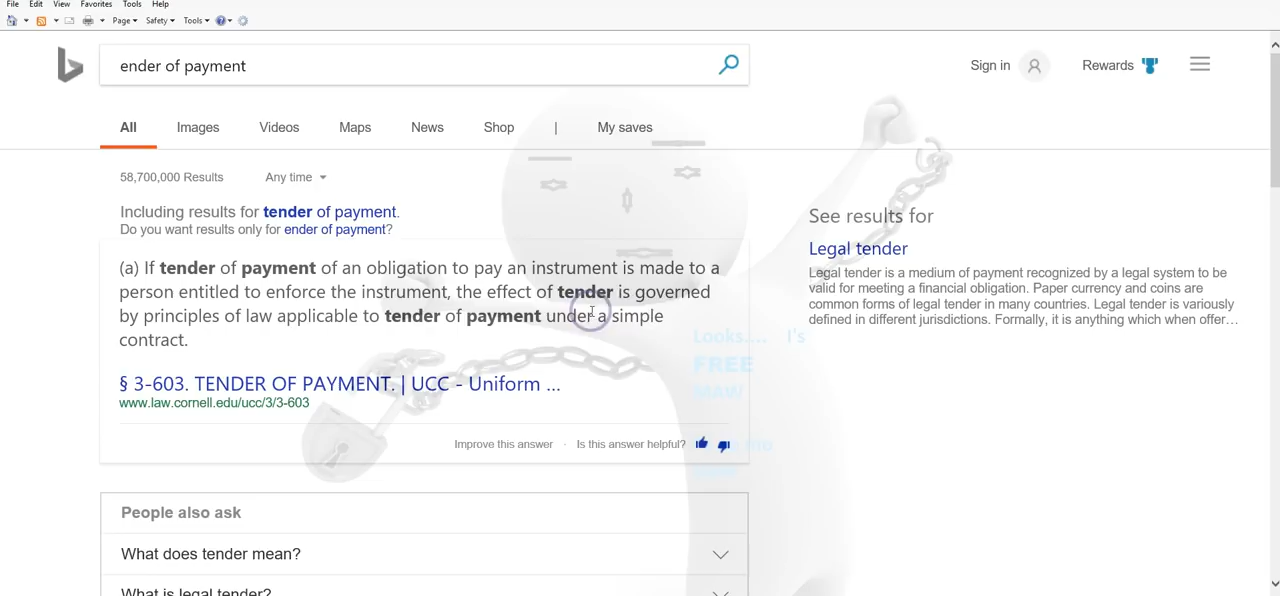 File Edit View Favorites Tools Help
Page Safety Tools
ender of payment
Sign in Rewards
All Images Videos Maps News Shop | My saves
58,700,000 Results Any time
Including results for tender of payment.
Do you want results only for ender of payment?
(a) If tender of payment of an obligation to pay an instrument is made to a
person entitled to enforce the instrument, the effect of tender is governed
by principles of law applicable to tender of payment under a simple
contract.
§ 3-603. TENDER OF PAYMENT. | UCC - Uniform ...
www.law.cornell.edu/ucc/3/3-603
Improve this answer · Is this answer helpful?
People also ask
What does tender mean?
What is legal tender?
See results for
Legal tender
Legal tender is a medium of payment recognized by a legal system to be
valid for meeting a financial obligation. Paper currency and coins are
common forms of legal tender in many countries. Legal tender is variously
defined in different jurisdictions. Formally, it is anything which when offer...
Looks.... I's
FREE
MAW